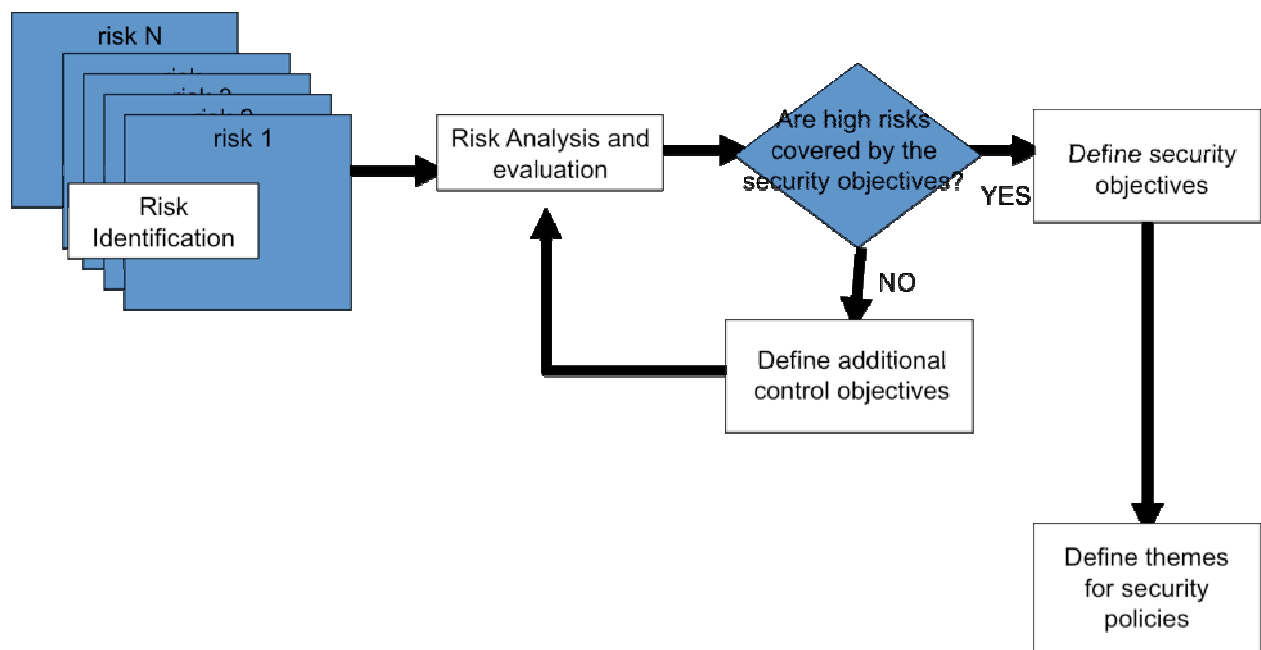 risk N
risk 1
Risk
Identification
Risk Analysis and
evaluation
Are high risks
covered by the
security objectives?
YES
NO
Define security
objectives
Define additional
control objectives
Define themes
for security
policies